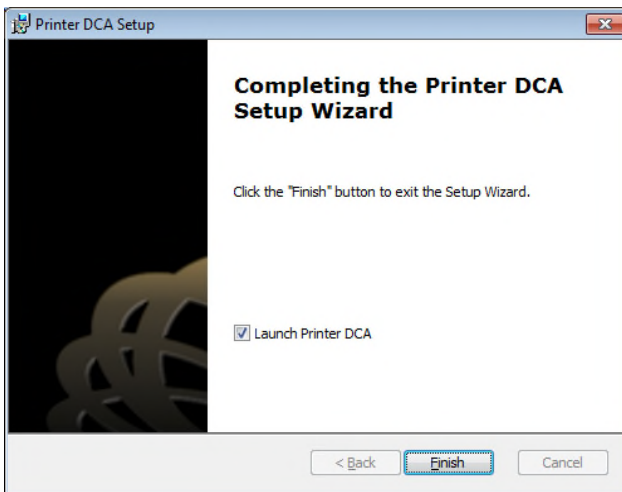 Printer DCA Setup
Completing the Printer DCA
Setup Wizard
Click the "Finish" button to exit the Setup Wizard.
Launch Printer DCA
< Back Finish Cancel